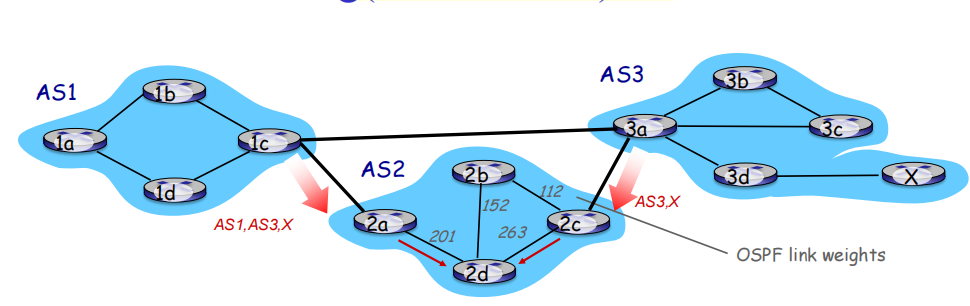 AS1
1b
1a
1c
1d
AS3
3b
3a
3c
3d
X
AS2
2b
112
152
AS3,X
AS1,AS3,X
2a
2c
201
263
2d
OSPF link weights